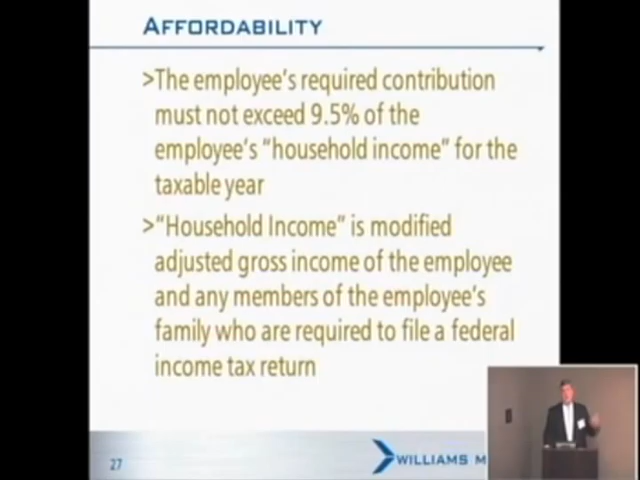 AFFORDABILITY
>The employee's required contribution
must not exceed 9.5% of the
employee's "household income" for the
taxable year
>"Household Income" is modified
adjusted gross income of the employee
and any members of the employee's
family who are required to file a federal
income tax return
27
WILLIAMS M